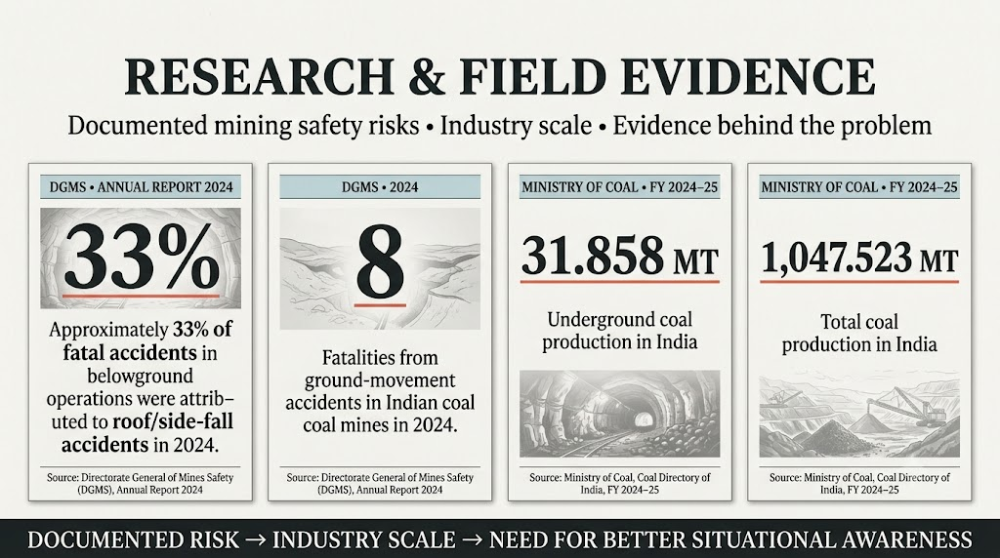 RESEARCH & FIELD EVIDENCE
Documented mining safety risks • Industry scale • Evidence behind the problem
DGMS • ANNUAL REPORT 2024
33%
Approximately 33% of
fatal accidents in
belowground
operations were attrib–
uted to roof/side-fall
accidents in 2024.
Source: Directorate General of Mines Safety
(DGMS), Annual Report 2024
DGMS • 2024
8
Fatalities from
ground-movement
accidents in Indian coal
coal mines in 2024.
Source: Directorate General of Mines Safety
(DGMS), Annual Report 2024
MINISTRY OF COAL • FY 2024–25
31.858 MT
Underground coal
production in India
Source: Ministry of Coal, Coal Directory of
India, FY 2024–25
MINISTRY OF COAL • FY 2024–25
1,047.523 MT
Total coal
production in India
Source: Ministry of Coal, Coal Directory of
India, FY 2024–25
DOCUMENTED RISK → INDUSTRY SCALE → NEED FOR BETTER SITUATIONAL AWARENESS